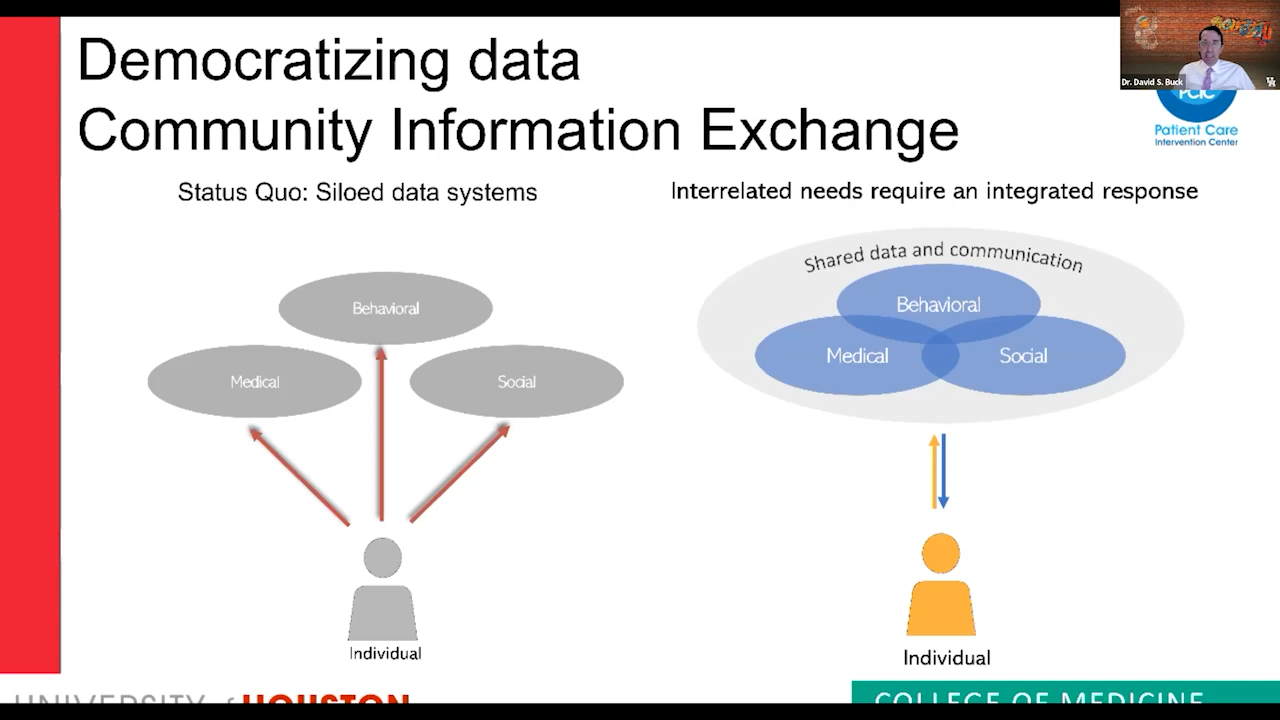 Democratizing data
Community Information Exchange
Dr. David S. Buck
PCIC
Patient Care
Intervention Center
Status Quo: Siloed data systems
Behavioral
Medical
Social
Individual
Interrelated needs require an integrated response
Shared data and communication
Behavioral
Medical
Social
Individual
UNIVERSITY of HOUSTON
COLLEGE OF MEDICINE